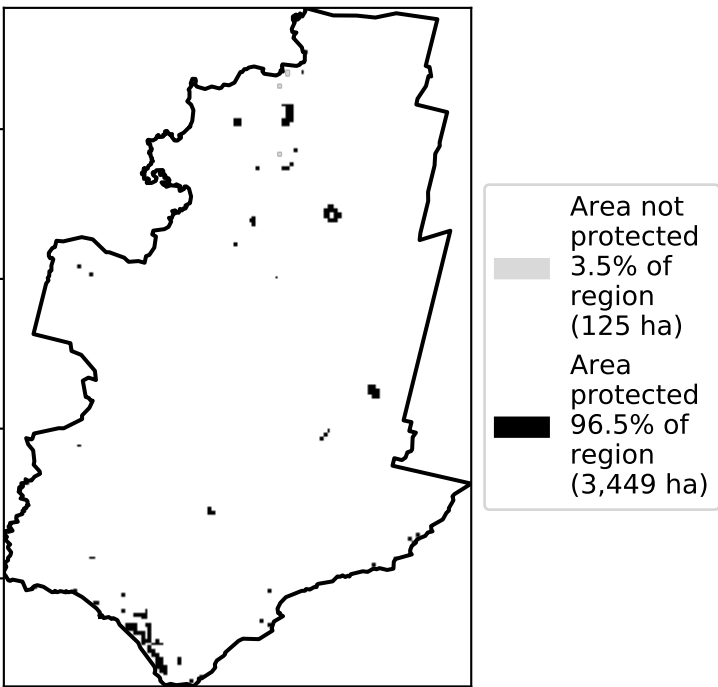 Area not
protected
3.5% of
region
(125 ha)
Area
protected
96.5% of
region
(3,449 ha)